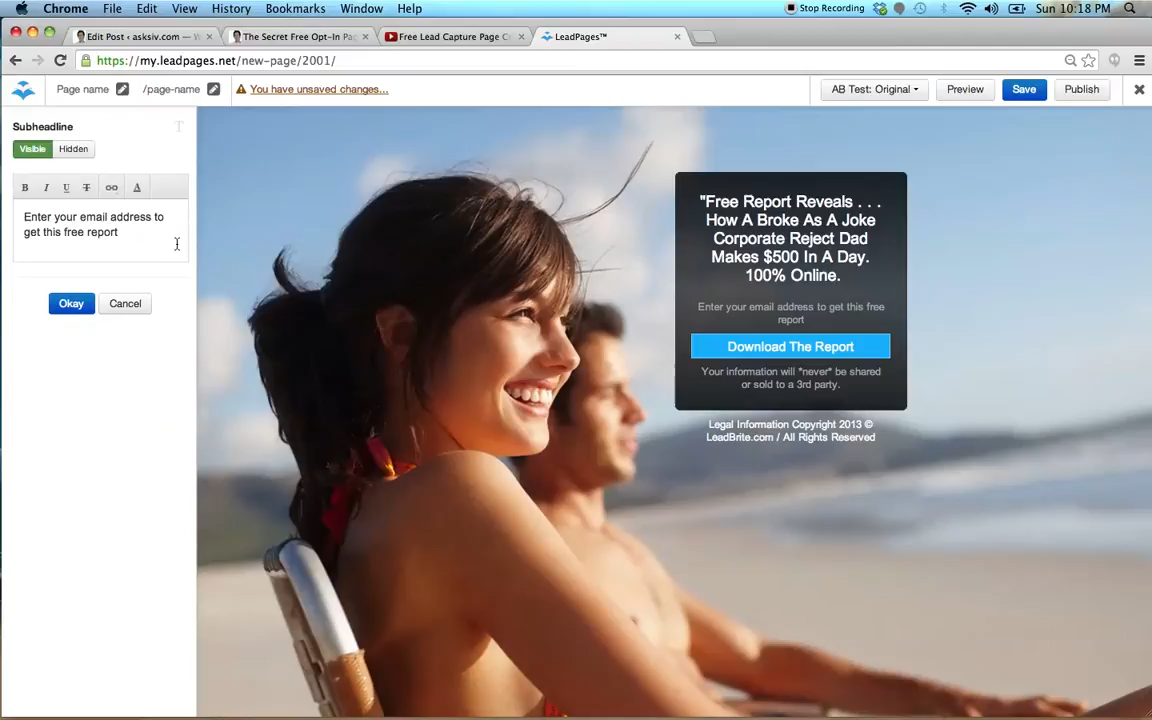 Chrome File Edit View History Bookmarks Window Help Stop Recording Sun 10:18 PM
Edit Post ‹ asksiv.com — W
The Secret Free Opt-In Pag
Free Lead Capture Page Cr
LeadPages™
https://my.leadpages.net/new-page/2001/
Page name /page-name You have unsaved changes... AB Test: Original Preview Save Publish
Subheadline T
Visible Hidden
B I U T A
Enter your email address to
get this free report
Okay Cancel
"Free Report Reveals . . .
How A Broke As A Joke
Corporate Reject Dad
Makes $500 In A Day.
100% Online.
Enter your email address to get this free
report
Download The Report
Your information will *never* be shared
or sold to a 3rd party.
Legal Information Copyright 2013 ©
LeadBrite.com / All Rights Reserved